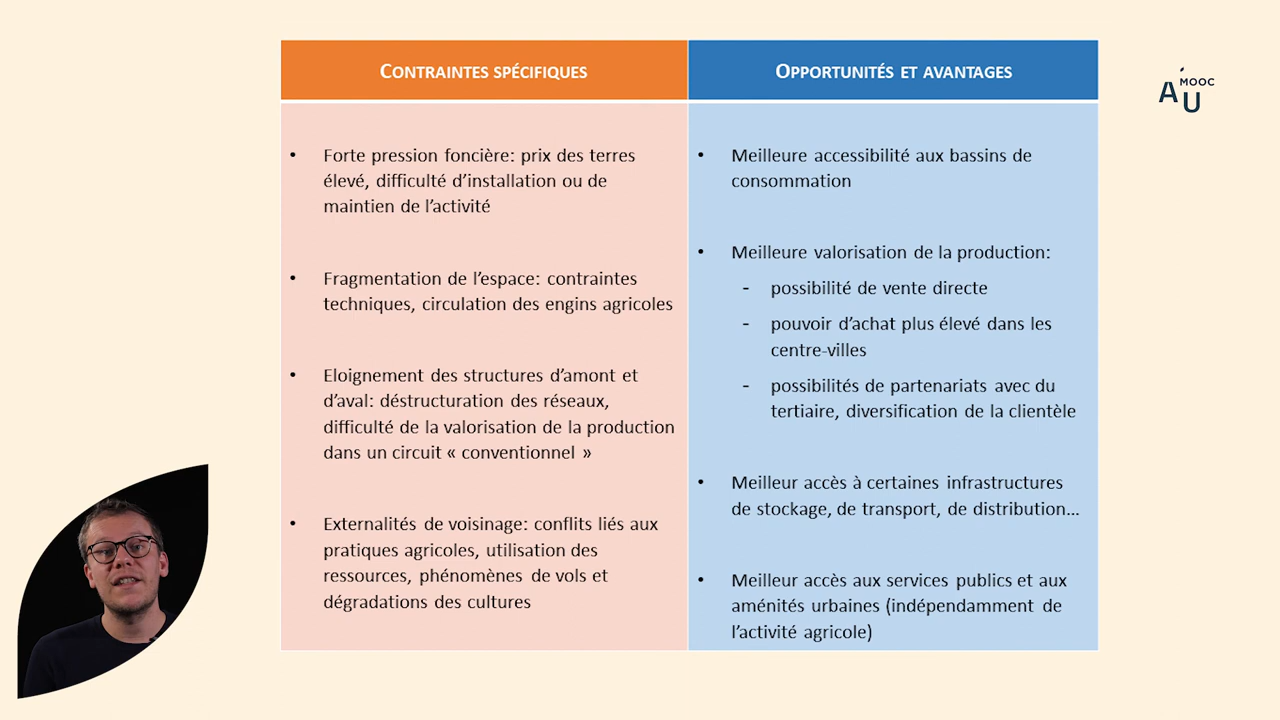 CONTRAINTES SPÉCIFIQUES
• Forte pression foncière: prix des terres
élevé, difficulté d’installation ou de
maintien de l’activité
• Fragmentation de l’espace: contraintes
techniques, circulation des engins agricoles
• Eloignement des structures d’amont et
d’aval: déstructuration des réseaux,
difficulté de la valorisation de la production
dans un circuit « conventionnel »
• Externalités de voisinage: conflits liés aux
pratiques agricoles, utilisation des
ressources, phénomènes de vols et
dégradations des cultures
OPPORTUNITÉS ET AVANTAGES
• Meilleure accessibilité aux bassins de
consommation
• Meilleure valorisation de la production:
- possibilité de vente directe
- pouvoir d’achat plus élevé dans les
centre-villes
- possibilités de partenariats avec du
tertiaire, diversification de la clientèle
• Meilleur accès à certaines infrastructures
de stockage, de transport, de distribution...
• Meilleur accès aux services publics et aux
aménités urbaines (indépendamment de
l’activité agricole)
MOOC
AU